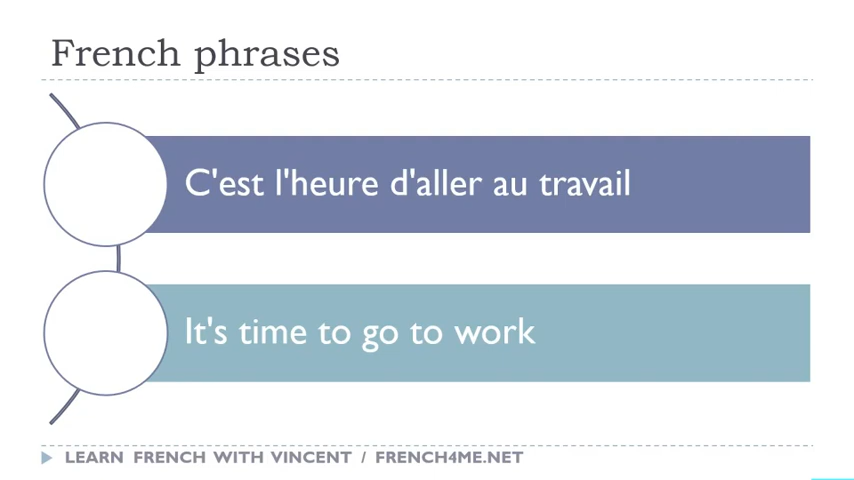 French phrases
C'est l'heure d'aller au travail
It's time to go to work
LEARN FRENCH WITH VINCENT / FRENCH4ME.NET